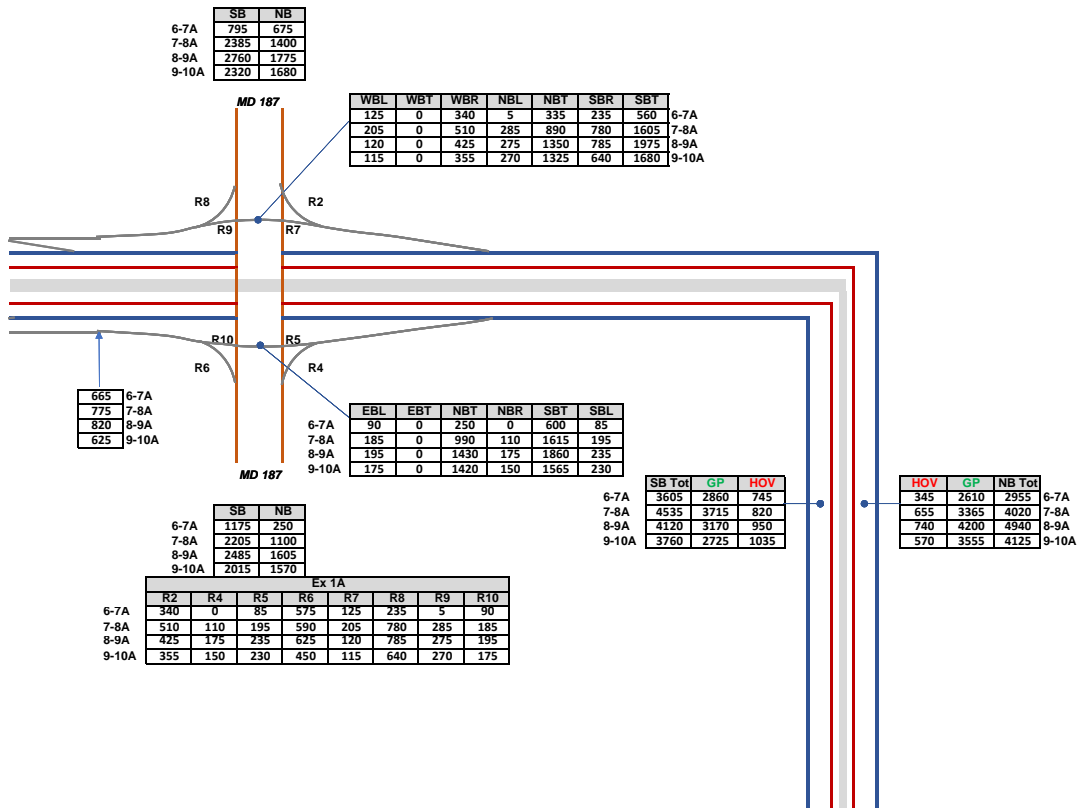 SB NB
6-7A 795 675
7-8A 2385 1400
8-9A 2760 1775
9-10A 2320 1680
MD 187
WBL WBT WBR NBL NBT SBR SBT
125 0 340 5 335 235 560 6-7A
205 0 510 285 890 780 1605 7-8A
120 0 425 275 1350 785 1975 8-9A
115 0 355 270 1325 640 1680 9-10A
R8 R2
R9 R7
R10 R5
R6 R4
665 6-7A
775 7-8A
820 8-9A
625 9-10A
EBL EBT NBT NBR SBT SBL
6-7A 90 0 250 0 600 85
7-8A 185 0 990 110 1615 195
8-9A 195 0 1430 175 1860 235
9-10A 175 0 1420 150 1565 230
MD 187
SB Tot GP HOV
6-7A 3605 2860 745
7-8A 4535 3715 820
8-9A 4120 3170 950
9-10A 3760 2725 1035
HOV GP NB Tot
345 2610 2955 6-7A
655 3365 4020 7-8A
740 4200 4940 8-9A
570 3555 4125 9-10A
SB NB
6-7A 1175 250
7-8A 2205 1100
8-9A 2485 1605
9-10A 2015 1570
Ex 1A
R2 R4 R5 R6 R7 R8 R9 R10
6-7A 340 0 85 575 125 235 5 90
7-8A 510 110 195 590 205 780 285 185
8-9A 425 175 235 625 120 785 275 195
9-10A 355 150 230 450 115 640 270 175